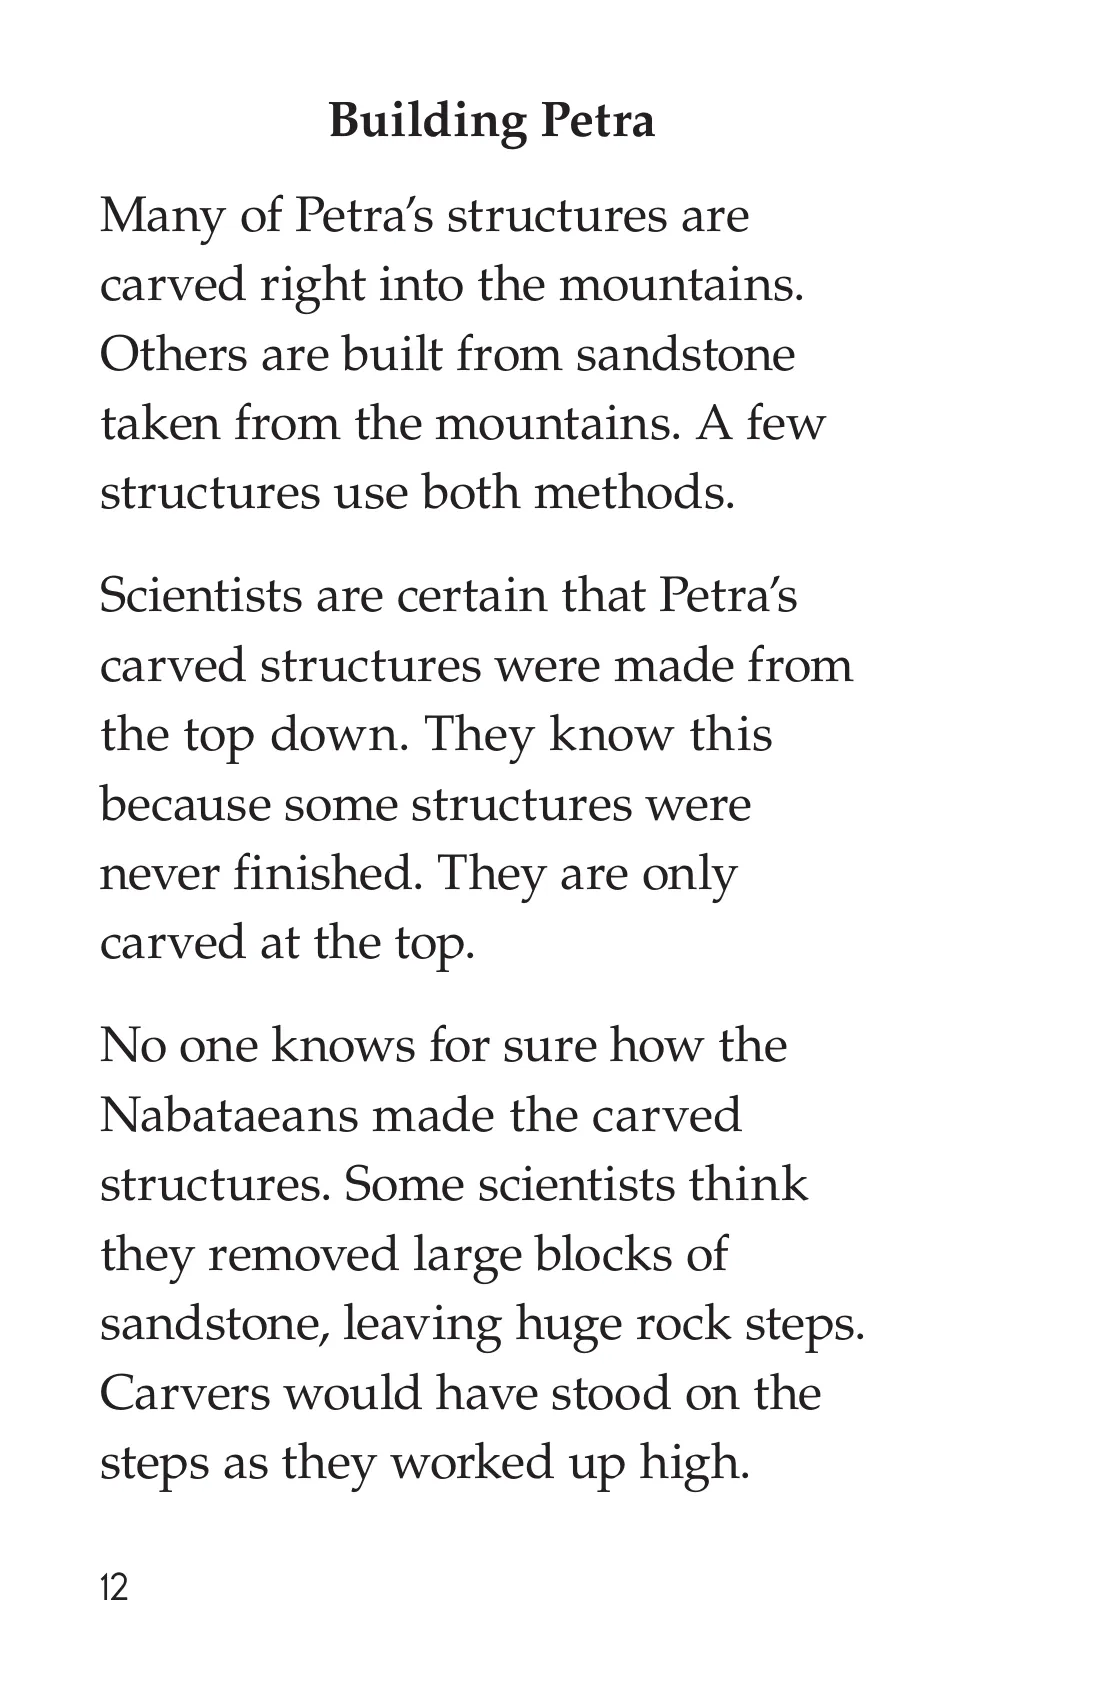 Building Petra
Many of Petra’s structures are
carved right into the mountains.
Others are built from sandstone
taken from the mountains. A few
structures use both methods.
Scientists are certain that Petra’s
carved structures were made from
the top down. They know this
because some structures were
never finished. They are only
carved at the top.
No one knows for sure how the
Nabataeans made the carved
structures. Some scientists think
they removed large blocks of
sandstone, leaving huge rock steps.
Carvers would have stood on the
steps as they worked up high.
12